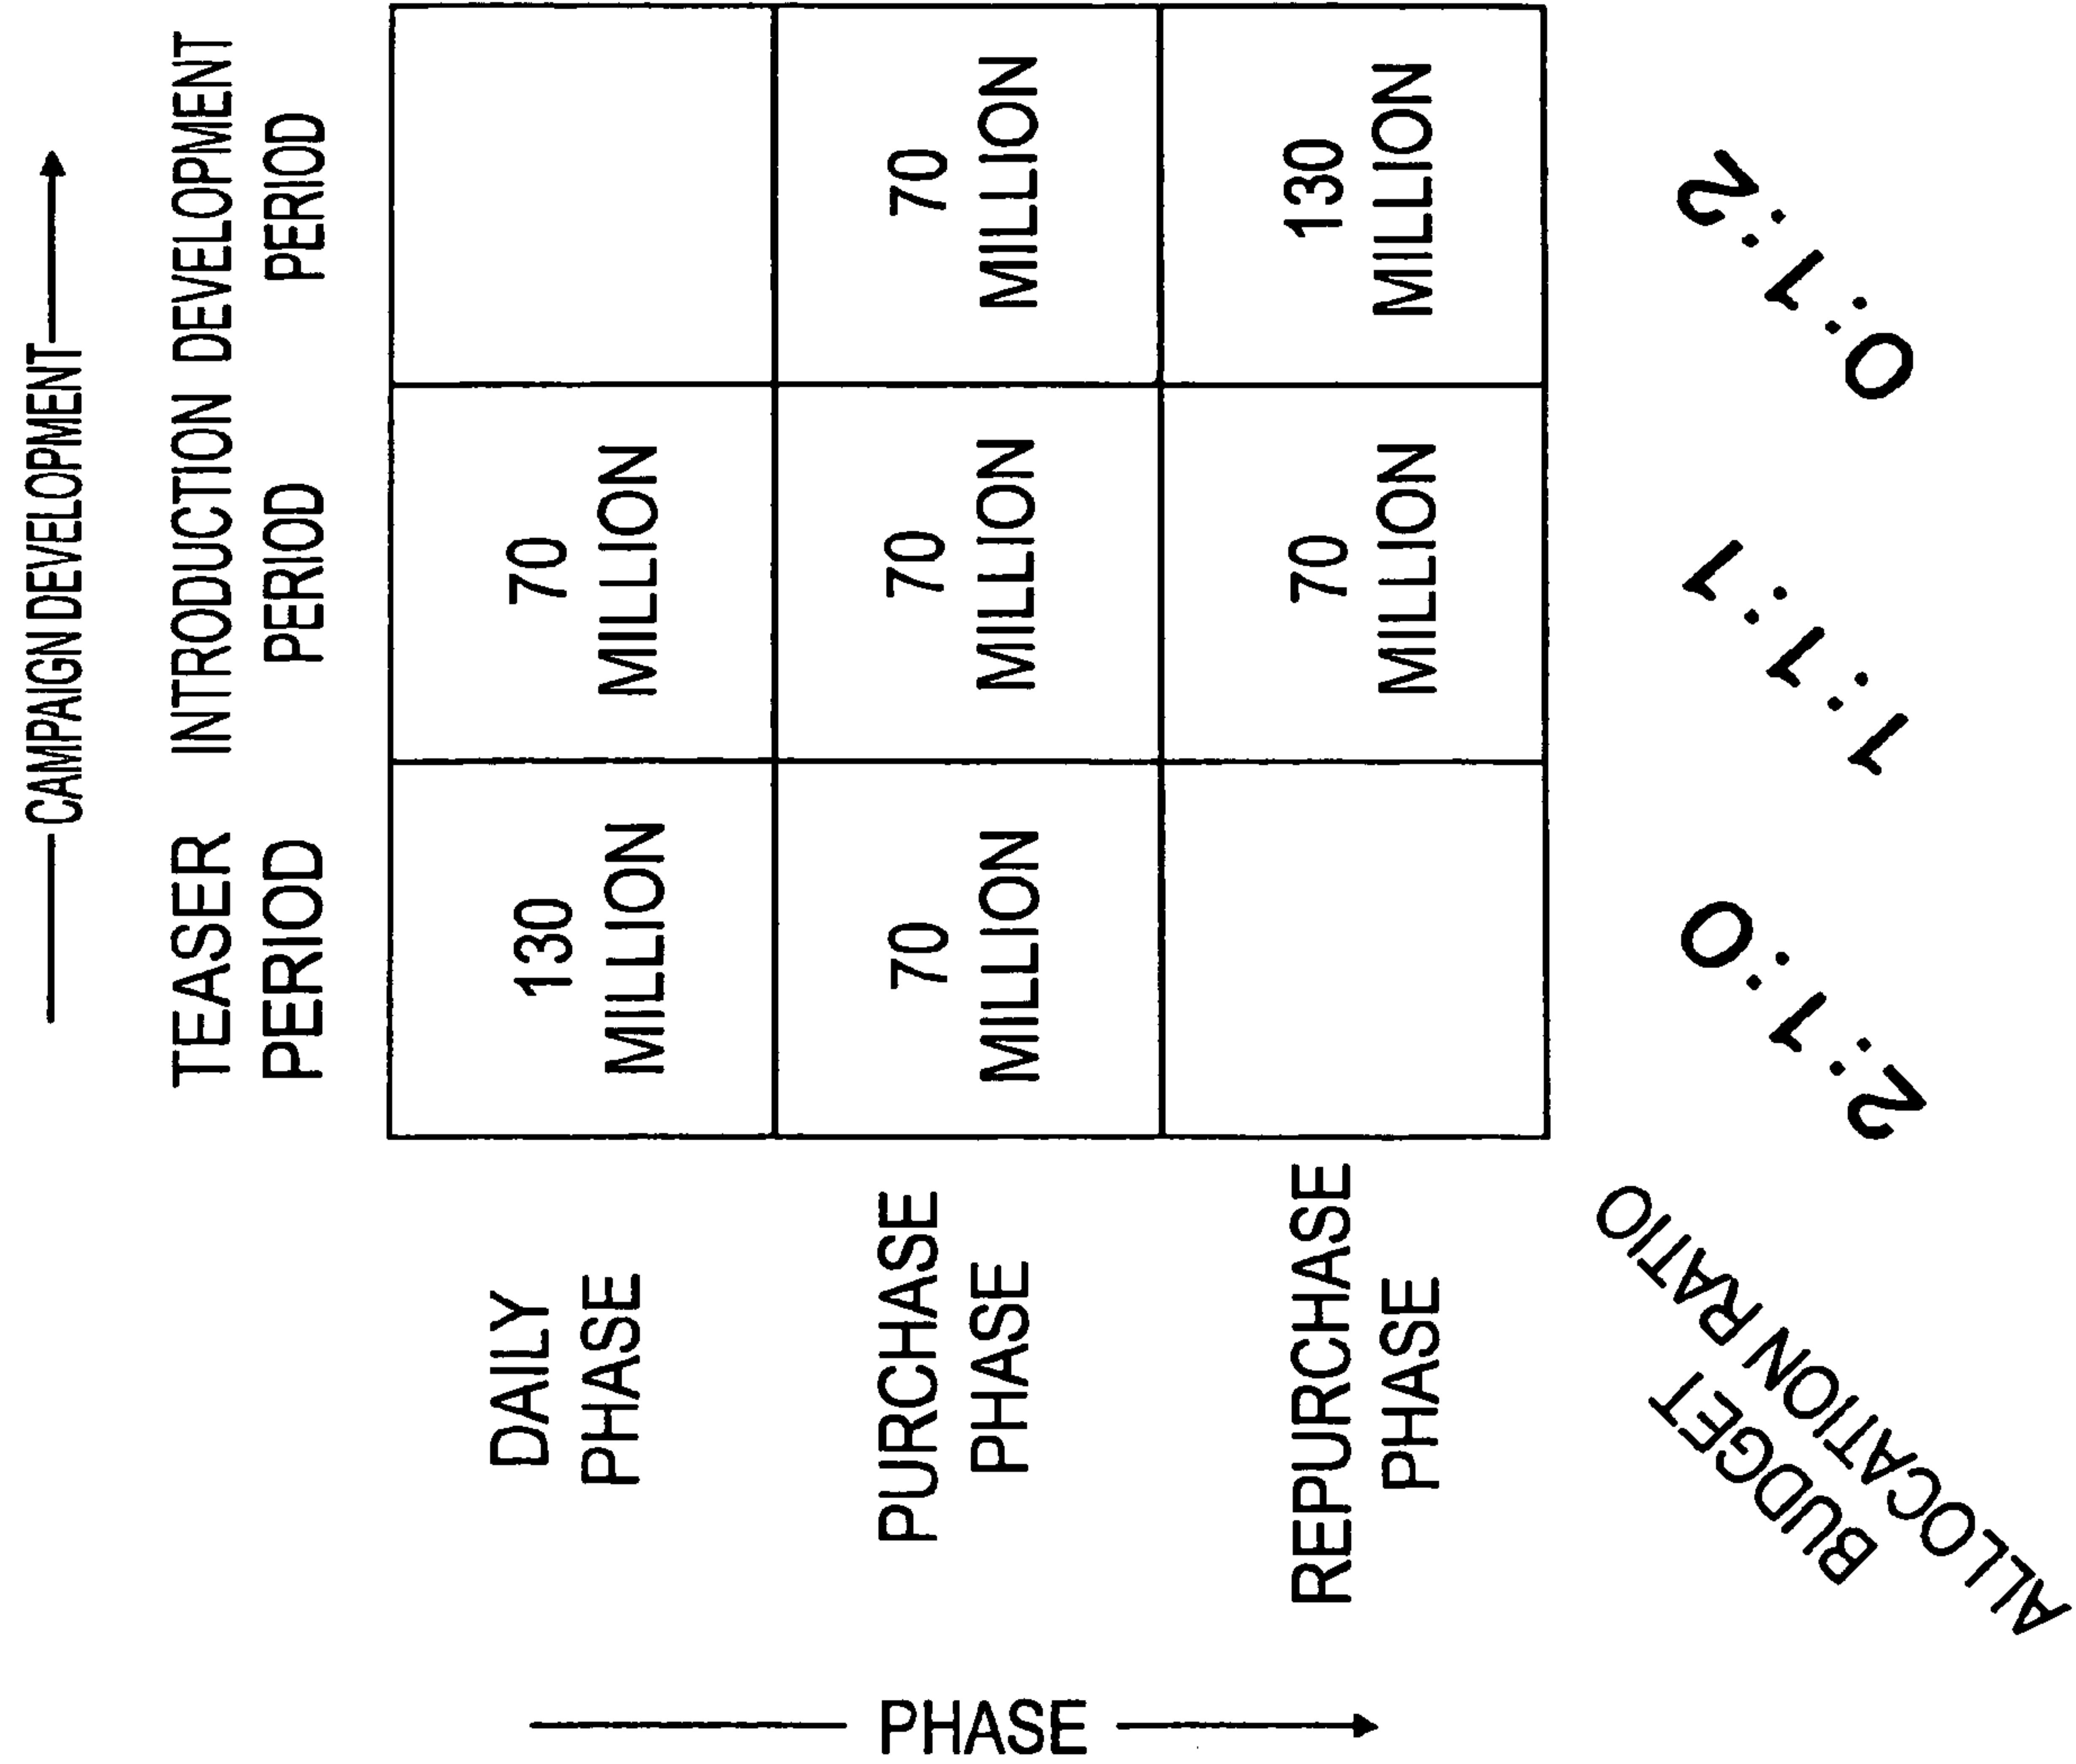 CAMPAIGN DEVELOPMENT
TEASER
PERIOD
INTRODUCTION
PERIOD
DEVELOPMENT
PERIOD
DAILY
PHASE
130
MILLION
70
MILLION
PURCHASE
PHASE
70
MILLION
70
MILLION
70
MILLION
REPURCHASE
PHASE
70
MILLION
130
MILLION
PHASE
BUDGET
ALLOCATION RATIO
2:1:0
1:1:1
0:1:2